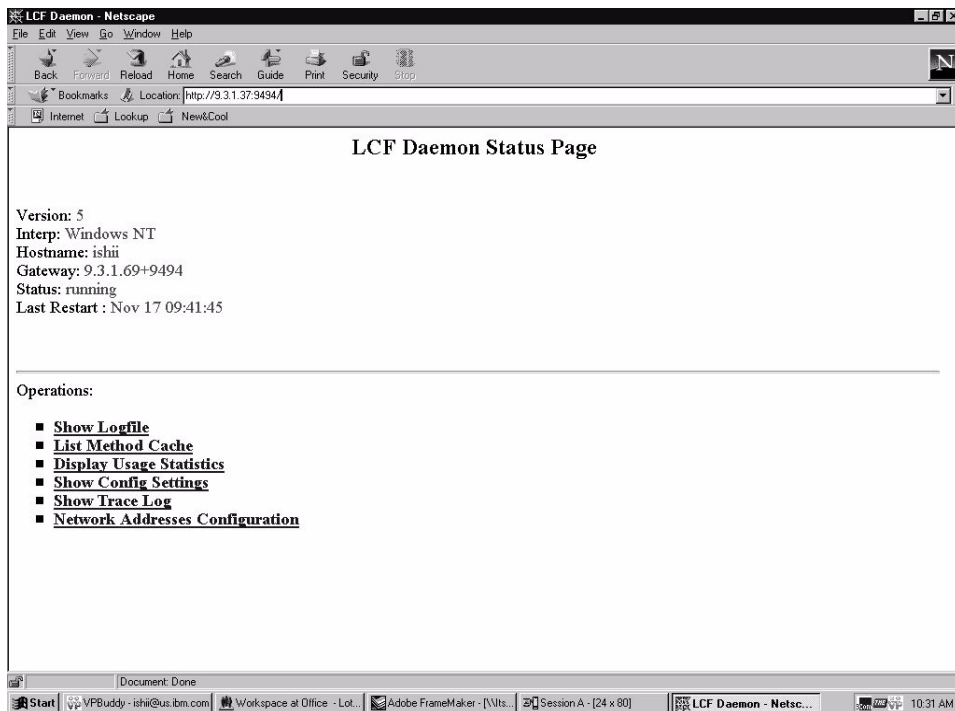 LCF Daemon - Netscape
File Edit View Go Window Help
Back Forward Reload Home Search Guide Print Security Stop
N
Bookmarks Location: http://9.3.1.37:9494/
Internet Lookup New&Cool
LCF Daemon Status Page
Version: 5
Interp: Windows NT
Hostname: ishii
Gateway: 9.3.1.69+9494
Status: running
Last Restart : Nov 17 09:41:45
Operations:
Show Logfile
List Method Cache
Display Usage Statistics
Show Config Settings
Show Trace Log
Network Addresses Configuration
Document: Done
Start VPBuddy - ishii@us.ibm.com Workspace at Office - Lot... Adobe FrameMaker - [\\Its... Session A - [24 x 80] LCF Daemon - Netsc... 10:31 AM